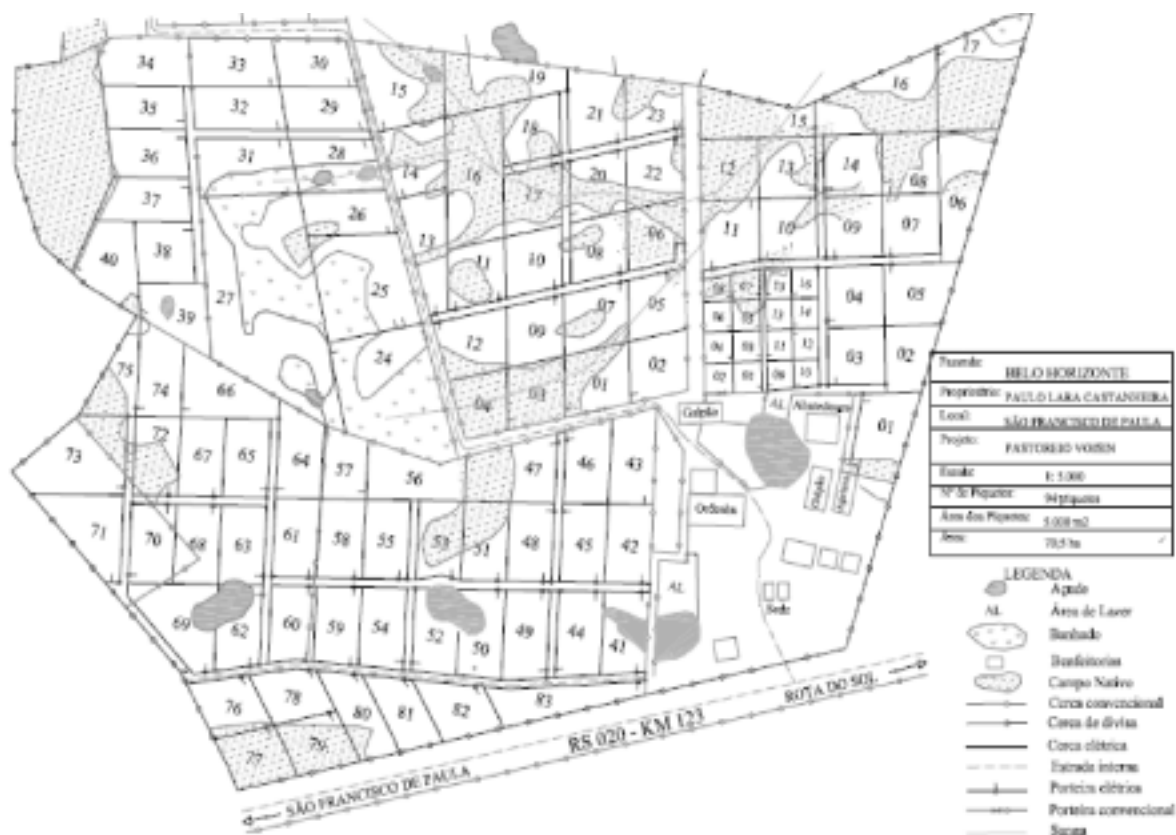 34 33 30
35 32 29
36 31 28
37 26
40 38 27 25
39 24
15 19 21 23
18
14 16 20 22
17
13 11 10 08 06
12 09 07 05
04 03 01 02
17
16
15
12 13 14 08 06
11 10 09 07
04 05
03 02
01
75 74 66
73 72 67 65 64 57 56 47 46 43
71 70 68 63 61 58 55 53 51 48 45 42
69 62 60 59 54 52 50 49 44 41
76 78 80 81 82 83
77 79
Galpão
AL
Galpão
Ordenha
AL
Sede
Fazenda: BELO HORIZONTE
Proprietário: PAULO LARA CASTANHEIRA
Local: SÃO FRANCISCO DE PAULA
Projeto: PASTOREIO VOISIN
Escala: 1: 5.000
Nº de Piquetes: 94 piquetes
Área dos Piquetes: 5.000 m2
Área: 70,5 ha
LEGENDA
Açude
AL Área de Lazer
Banhado
Benfeitorias
Campo Nativo
Cerca convencional
Cerca de divisa
Cerca elétrica
Estrada interna
Porteira elétrica
Porteira convencional
Sanga
ROTA DO SOL
RS 020 - KM 123
SÃO FRANCISCO DE PAULA